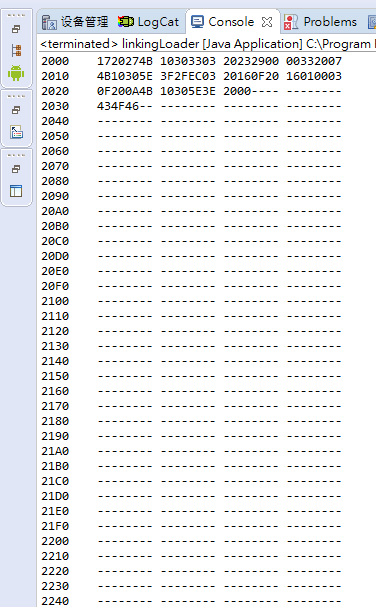 设备管理 LogCat Console Problems
<terminated> linkingLoader [Java Application] C:\Program F
2000 1720274B 10303303 20232900 00332007
2010 4B10305E 3F2FEC03 20160F20 16010003
2020 0F200A4B 10305E3E 2000---- --------
2030 434F46-- -------- -------- --------
2040 -------- -------- -------- --------
2050 -------- -------- -------- --------
2060 -------- -------- -------- --------
2070 -------- -------- -------- --------
2080 -------- -------- -------- --------
2090 -------- -------- -------- --------
20A0 -------- -------- -------- --------
20B0 -------- -------- -------- --------
20C0 -------- -------- -------- --------
20D0 -------- -------- -------- --------
20E0 -------- -------- -------- --------
20F0 -------- -------- -------- --------
2100 -------- -------- -------- --------
2110 -------- -------- -------- --------
2120 -------- -------- -------- --------
2130 -------- -------- -------- --------
2140 -------- -------- -------- --------
2150 -------- -------- -------- --------
2160 -------- -------- -------- --------
2170 -------- -------- -------- --------
2180 -------- -------- -------- --------
2190 -------- -------- -------- --------
21A0 -------- -------- -------- --------
21B0 -------- -------- -------- --------
21C0 -------- -------- -------- --------
21D0 -------- -------- -------- --------
21E0 -------- -------- -------- --------
21F0 -------- -------- -------- --------
2200 -------- -------- -------- --------
2210 -------- -------- -------- --------
2220 -------- -------- -------- --------
2230 -------- -------- -------- --------
2240 -------- -------- -------- --------